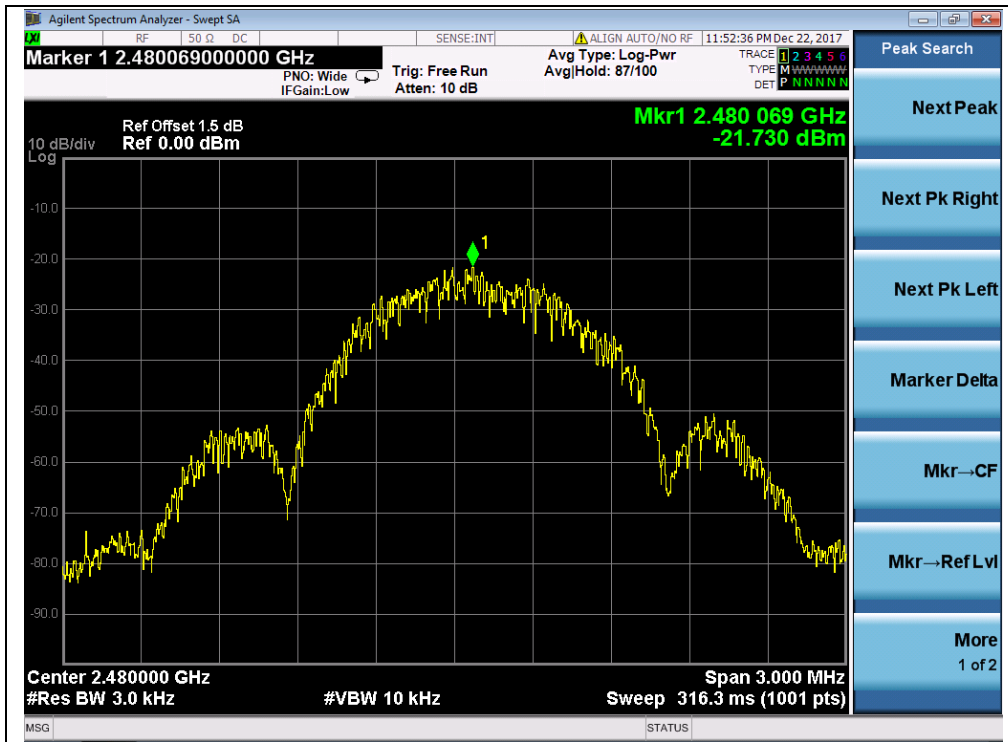 Agilent Spectrum Analyzer - Swept SA
LXI RF 50 Ω DC SENSE:INT ALIGN AUTO/NO RF 11:52:36 PM Dec 22, 2017
Marker 1 2.480069000000 GHz
PNO: Wide
IFGain:Low
Trig: Free Run
Atten: 10 dB
Avg Type: Log-Pwr
Avg|Hold: 87/100
TRACE 1 2 3 4 5 6
TYPE M WWWWW
DET P N N N N N
Mkr1 2.480 069 GHz
-21.730 dBm
Ref Offset 1.5 dB
10 dB/div Ref 0.00 dBm
Log
-10.0
-20.0
-30.0
-40.0
-50.0
-60.0
-70.0
-80.0
-90.0
1
Center 2.480000 GHz Span 3.000 MHz
#Res BW 3.0 kHz #VBW 10 kHz Sweep 316.3 ms (1001 pts)
MSG STATUS
Peak Search
Next Peak
Next Pk Right
Next Pk Left
Marker Delta
Mkr→CF
Mkr→Ref Lvl
More
1 of 2